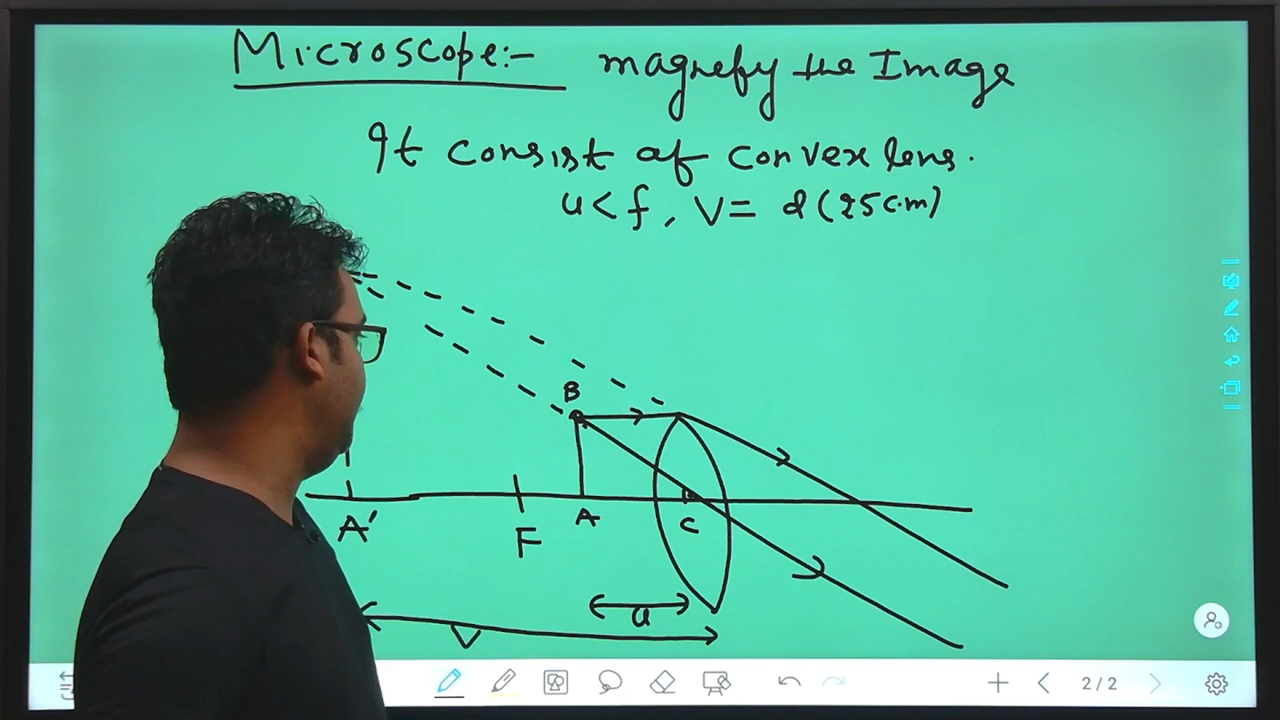 Microscope:- magnefy the Image
It consist of convex lens.
u<f, V= d (25c.m)
B
A' F A C
u
V
2/2